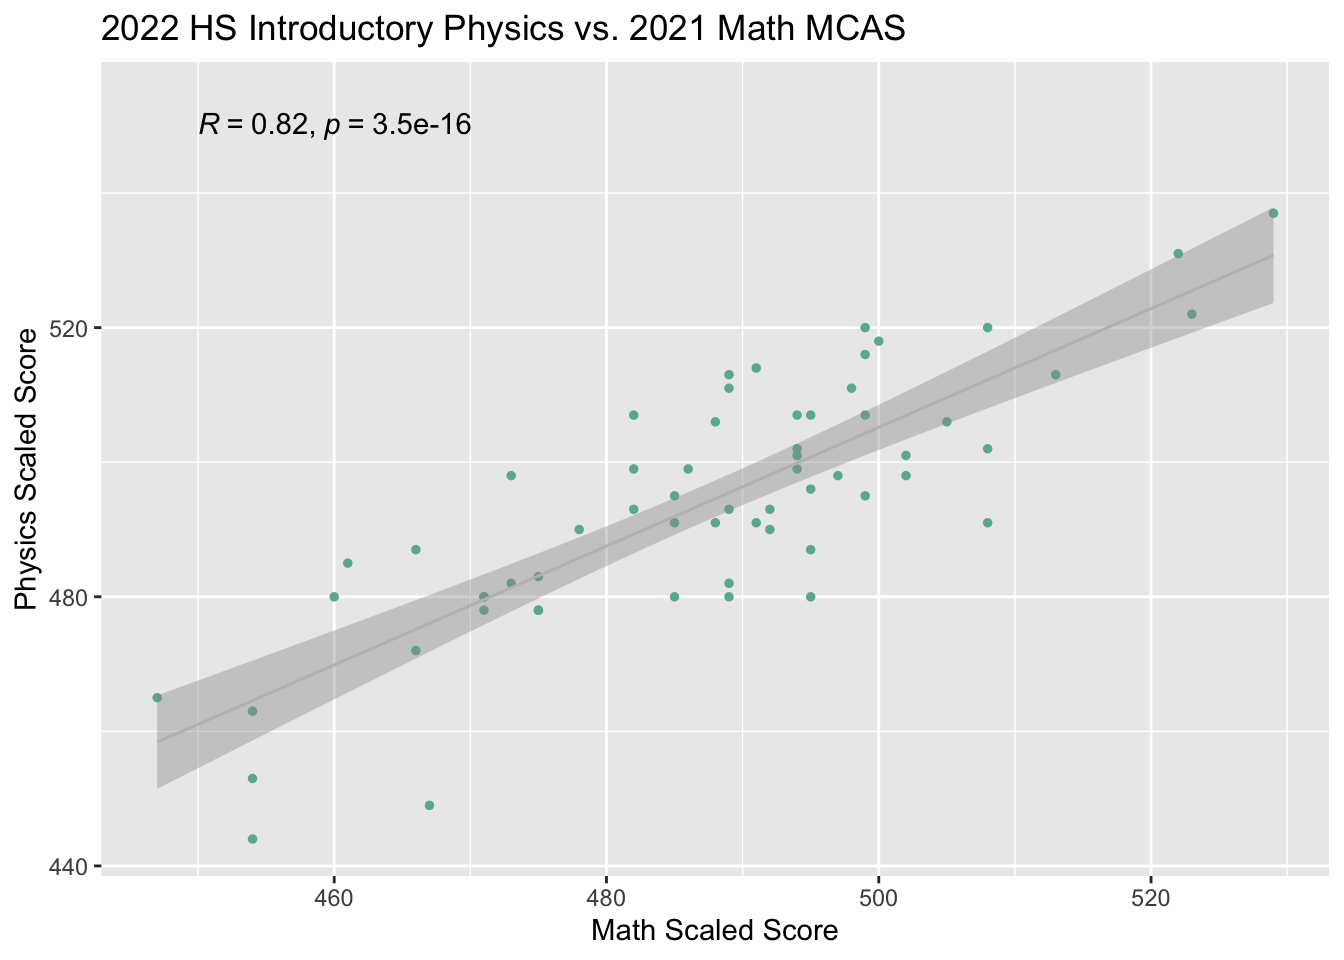 2022 HS Introductory Physics vs. 2021 Math MCAS
R = 0.82, p = 3.5e-16
Physics Scaled Score
520
480
440
460
480
500
520
Math Scaled Score